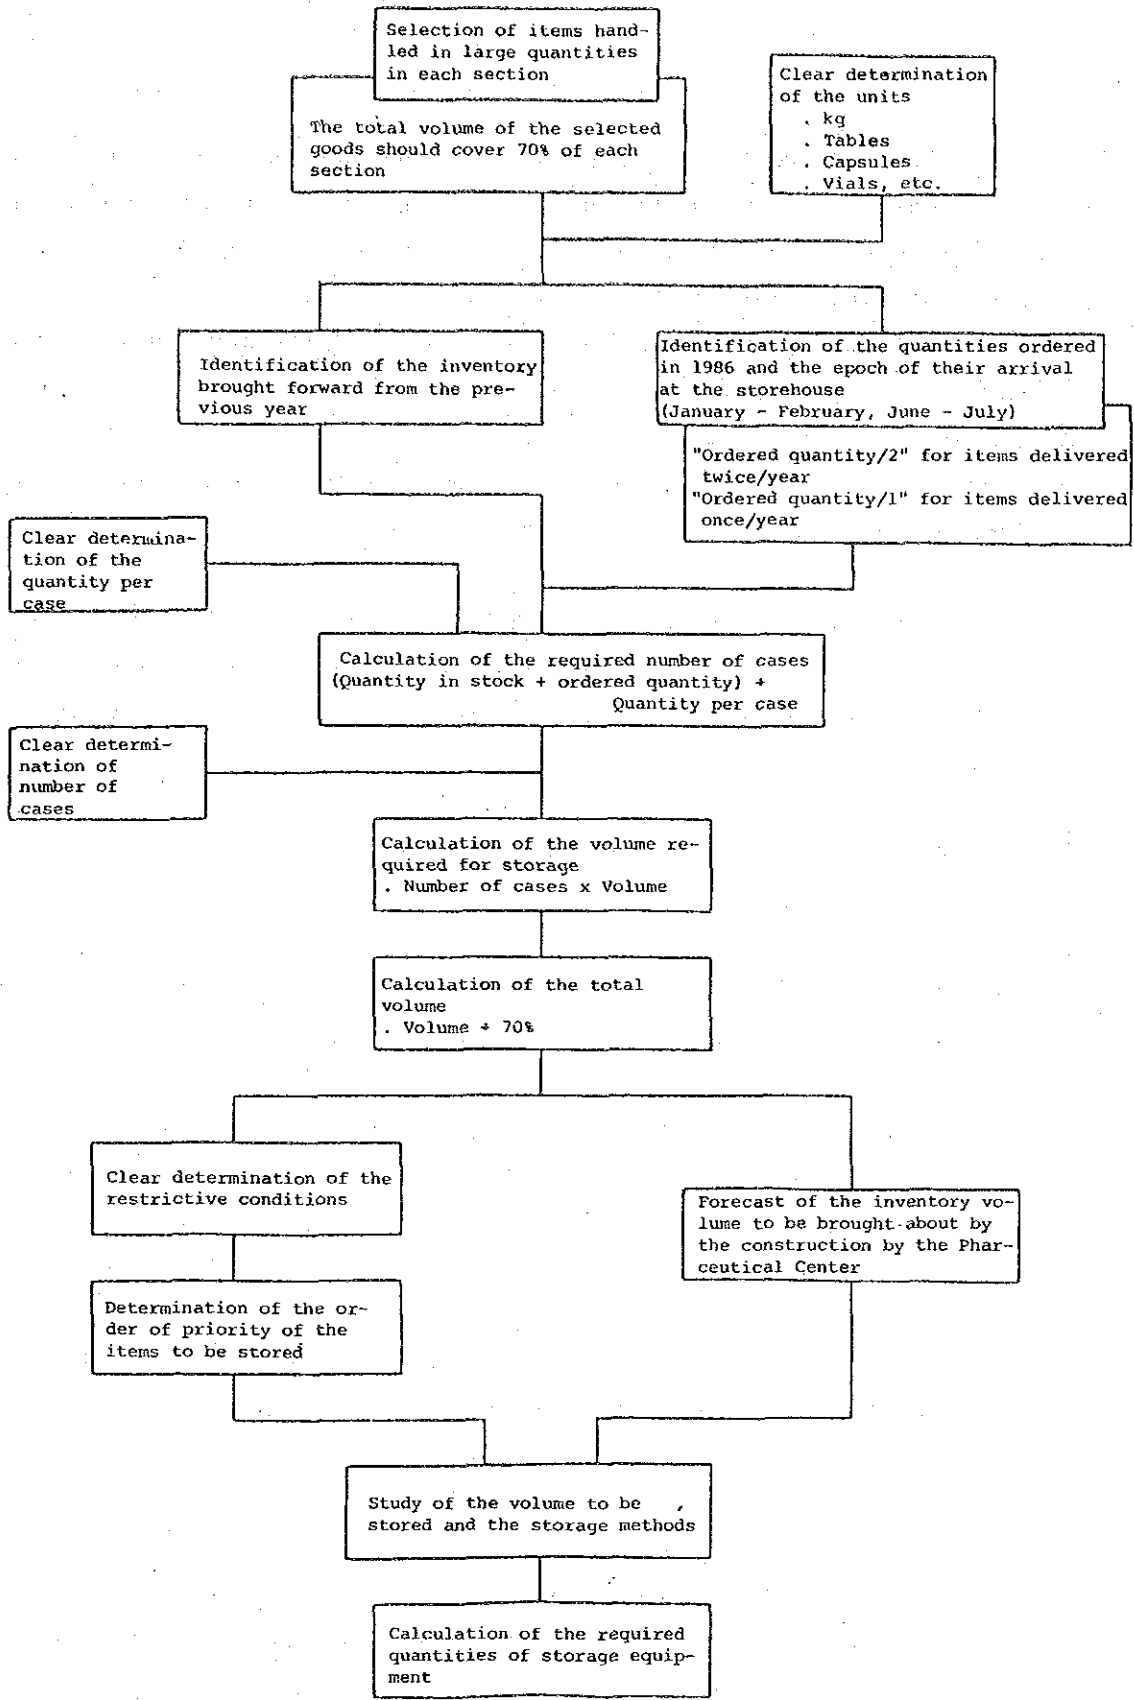 Selection of items hand-
led in large quantities
in each section
The total volume of the selected
goods should cover 70% of each
section
Clear determination
of the units
. kg
. Tables
. Capsules
. Vials, etc.
Identification of the inventory
brought forward from the pre-
vious year
Identification of the quantities ordered
in 1986 and the epoch of their arrival
at the storehouse
(January - February, June - July)
"Ordered quantity/2" for items delivered
twice/year
"Ordered quantity/1" for items delivered
once/year
Clear determina-
tion of the
quantity per
case
Calculation of the required number of cases
(Quantity in stock + ordered quantity) ÷
Quantity per case
Clear determi-
nation of
number of
cases
Calculation of the volume re-
quired for storage
. Number of cases x Volume
Calculation of the total
volume
. Volume ÷ 70%
Clear determination of the
restrictive conditions
Forecast of the inventory vo-
lume to be brought about by
the construction by the Phar-
ceutical Center
Determination of the or-
der of priority of the
items to be stored
Study of the volume to be
stored and the storage methods
Calculation of the required
quantities of storage equip-
ment